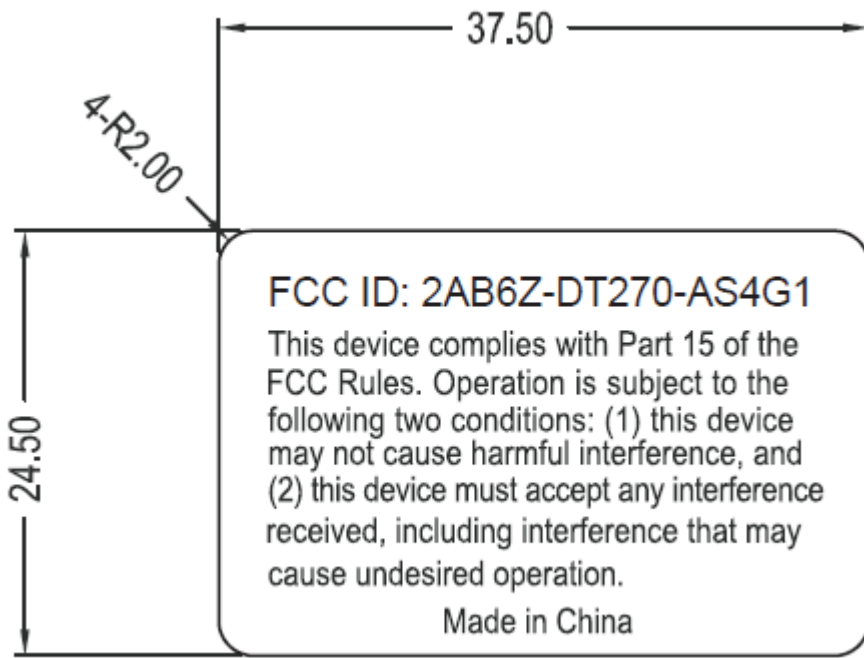 37.50
4-R2.00
24.50
FCC ID: 2AB6Z-DT270-AS4G1
This device complies with Part 15 of the
FCC Rules. Operation is subject to the
following two conditions: (1) this device
may not cause harmful interference, and
(2) this device must accept any interference
received, including interference that may
cause undesired operation.
Made in China